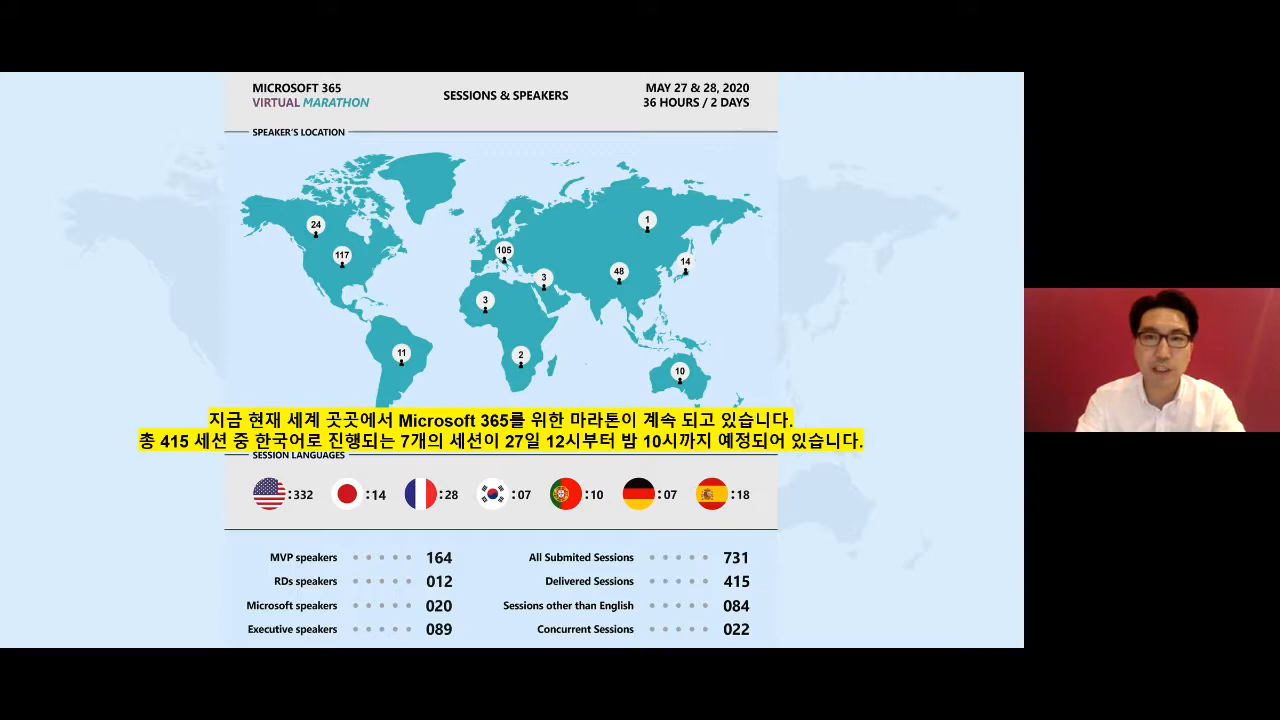 MICROSOFT 365
VIRTUAL MARATHON
SESSIONS & SPEAKERS
MAY 27 & 28, 2020
36 HOURS / 2 DAYS
SPEAKER'S LOCATION
24
117
105
1
14
48
3
3
11
2
10
지금 현재 세계 곳곳에서 Microsoft 365를 위한 마라톤이 계속 되고 있습니다.
총 415 세션 중 한국어로 진행되는 7개의 세션이 27일 12시부터 밤 10시까지 예정되어 있습니다.
SESSION LANGUAGES
:332 :14 :28 :07 :10 :07 :18
MVP speakers 164
RDs speakers 012
Microsoft speakers 020
Executive speakers 089
All Submited Sessions 731
Delivered Sessions 415
Sessions other than English 084
Concurrent Sessions 022